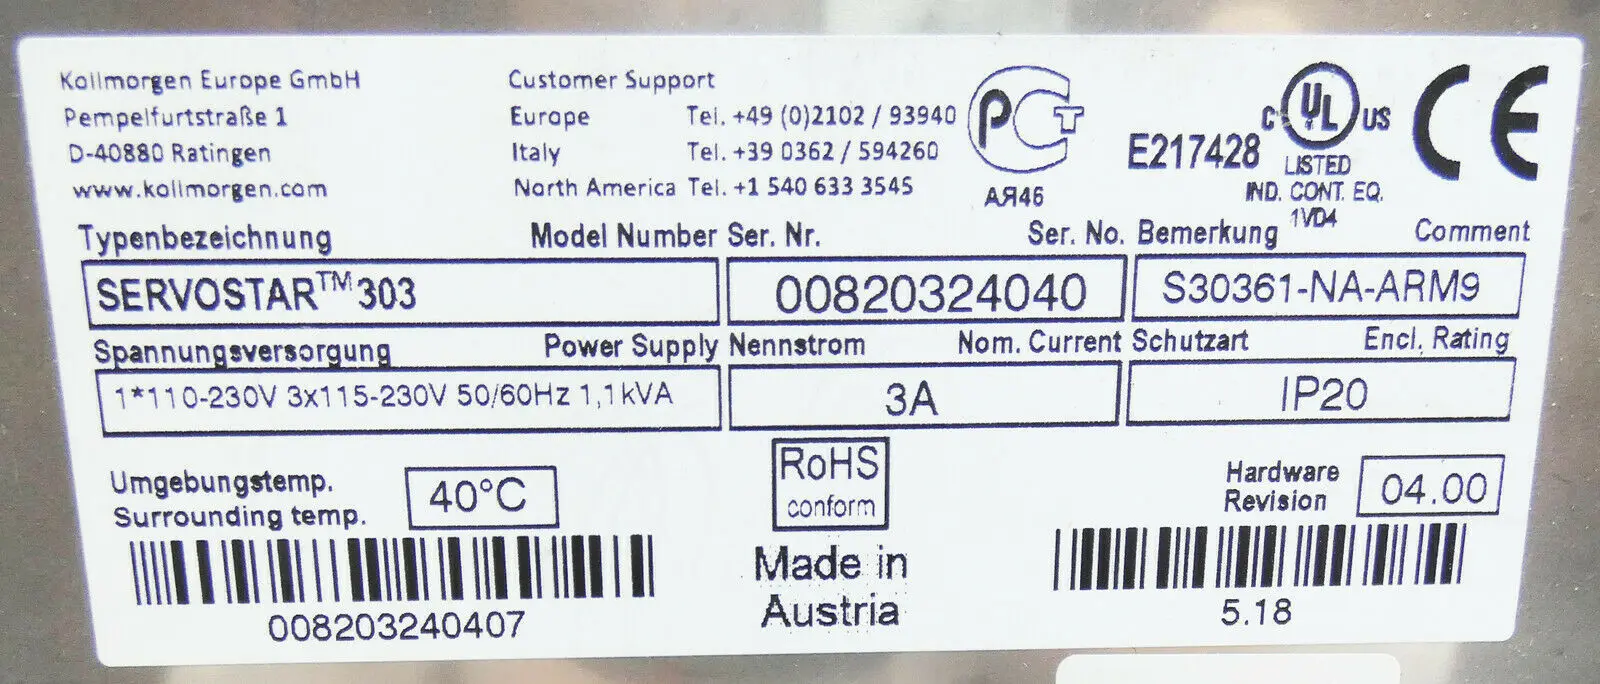 Kollmorgen Europe GmbH
Pempelfurtstraße 1
D-40880 Ratingen
www.kollmorgen.com
Customer Support
Europe Tel. +49 (0)2102 / 93940
Italy Tel. +39 0362 / 594260
North America Tel. +1 540 633 3545
PCT
АЯ46
E217428
C UL US
LISTED
IND. CONT. EQ.
1VD4
CE
Typenbezeichnung Model Number
SERVOSTAR™ 303
Ser. Nr. Ser. No.
00820324040
Bemerkung Comment
S30361-NA-ARM9
Spannungsversorgung Power Supply
1*110-230V 3x115-230V 50/60Hz 1,1kVA
Nennstrom Nom. Current
3A
Schutzart Encl. Rating
IP20
Umgebungstemp.
Surrounding temp.
40°C
RoHS
conform
Hardware
Revision
04.00
008203240407
Made in
Austria
5.18